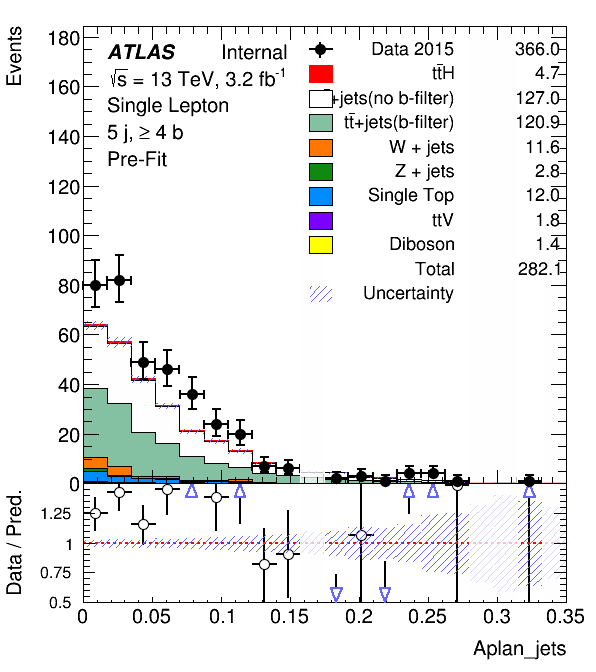 Events
180
160
140
120
100
80
60
40
20
0
ATLAS Internal
√s = 13 TeV, 3.2 fb⁻¹
Single Lepton
5 j, ≥ 4 b
Pre-Fit
Data 2015 366.0
tt̄H 4.7
+jets(no b-filter) 127.0
tt̄+jets(b-filter) 120.9
W + jets 11.6
Z + jets 2.8
Single Top 12.0
ttV 1.8
Diboson 1.4
Total 282.1
Uncertainty
Data / Pred.
1.25
1
0.75
0.5
0 0.05 0.1 0.15 0.2 0.25 0.3 0.35
Aplan_jets